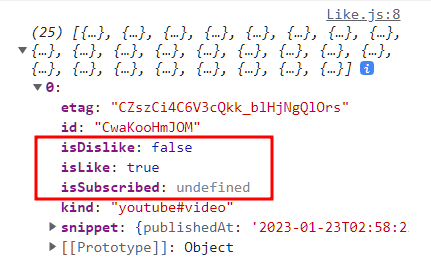 Like.js:8
(25) [{…}, {…}, {…}, {…}, {…}, {…}, {…},
{…}, {…}, {…}, {…}, {…}, {…}, {…}, {…}, {…},
{…}, {…}, {…}, {…}, {…}, {…}, {…}, {…}, {…}]
0:
etag: "CZszCi4C6V3cQkk_blHjNgQlOrs"
id: "CwaKooHmJOM"
isDislike: false
isLike: true
isSubscribed: undefined
kind: "youtube#video"
snippet: {publishedAt: '2023-01-23T02:58:2
[[Prototype]]: Object